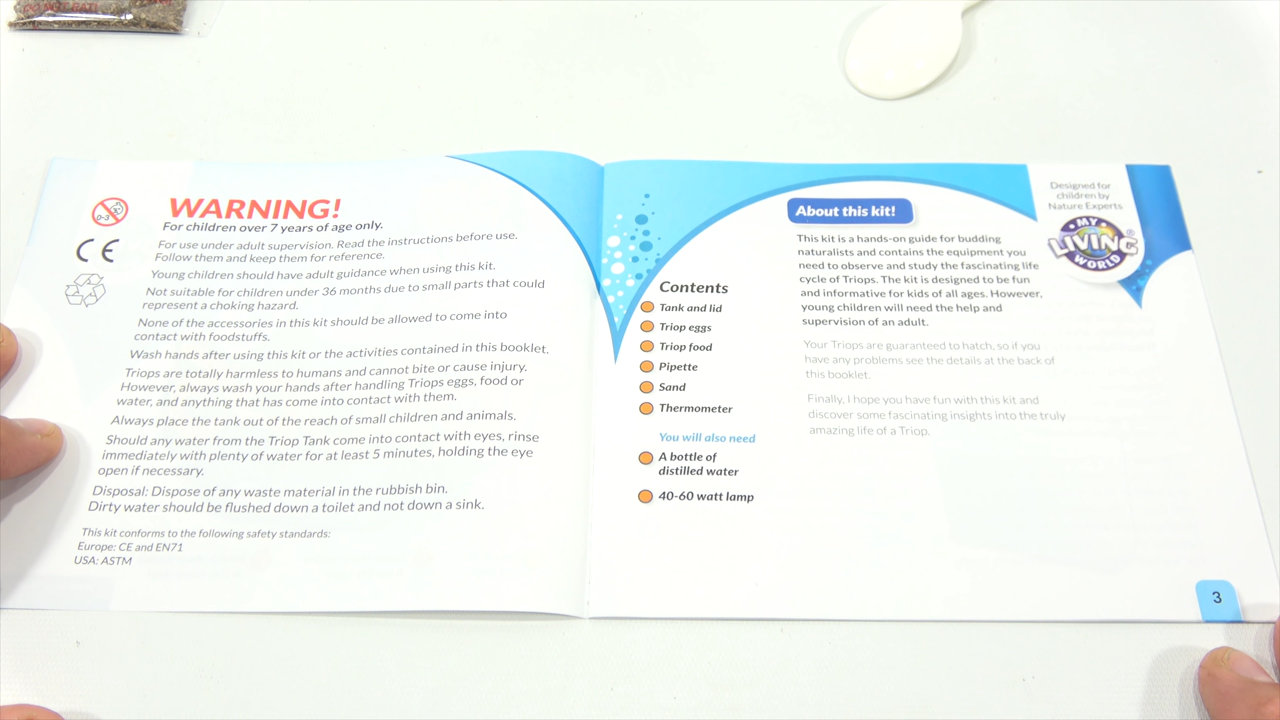 DO NOT EAT
WARNING!
For children over 7 years of age only.
0-3
CE
For use under adult supervision. Read the instructions before use.
Follow them and keep them for reference.
Young children should have adult guidance when using this kit.
Not suitable for children under 36 months due to small parts that could
represent a choking hazard.
None of the accessories in this kit should be allowed to come into
contact with foodstuffs.
Wash hands after using this kit or the activities contained in this booklet.
Triops are totally harmless to humans and cannot bite or cause injury.
However, always wash your hands after handling Triops eggs, food or
water, and anything that has come into contact with them.
Always place the tank out of the reach of small children and animals.
Should any water from the Triop Tank come into contact with eyes, rinse
immediately with plenty of water for at least 5 minutes, holding the eye
open if necessary.
Disposal: Dispose of any waste material in the rubbish bin.
Dirty water should be flushed down a toilet and not down a sink.
This kit conforms to the following safety standards:
Europe: CE and EN71
USA: ASTM
Contents
Tank and lid
Triop eggs
Triop food
Pipette
Sand
Thermometer
You will also need
A bottle of
distilled water
40-60 watt lamp
About this kit!
This kit is a hands-on guide for budding
naturalists and contains the equipment you
need to observe and study the fascinating life
cycle of Triops. The kit is designed to be fun
and informative for kids of all ages. However,
young children will need the help and
supervision of an adult.
Your Triops are guaranteed to hatch, so if you
have any problems see the details at the back of
this booklet.
Finally, I hope you have fun with this kit and
discover some fascinating insights into the truly
amazing life of a Triop.
Designed for
children by
Nature Experts
MY
LIVING
WORLD
®
3